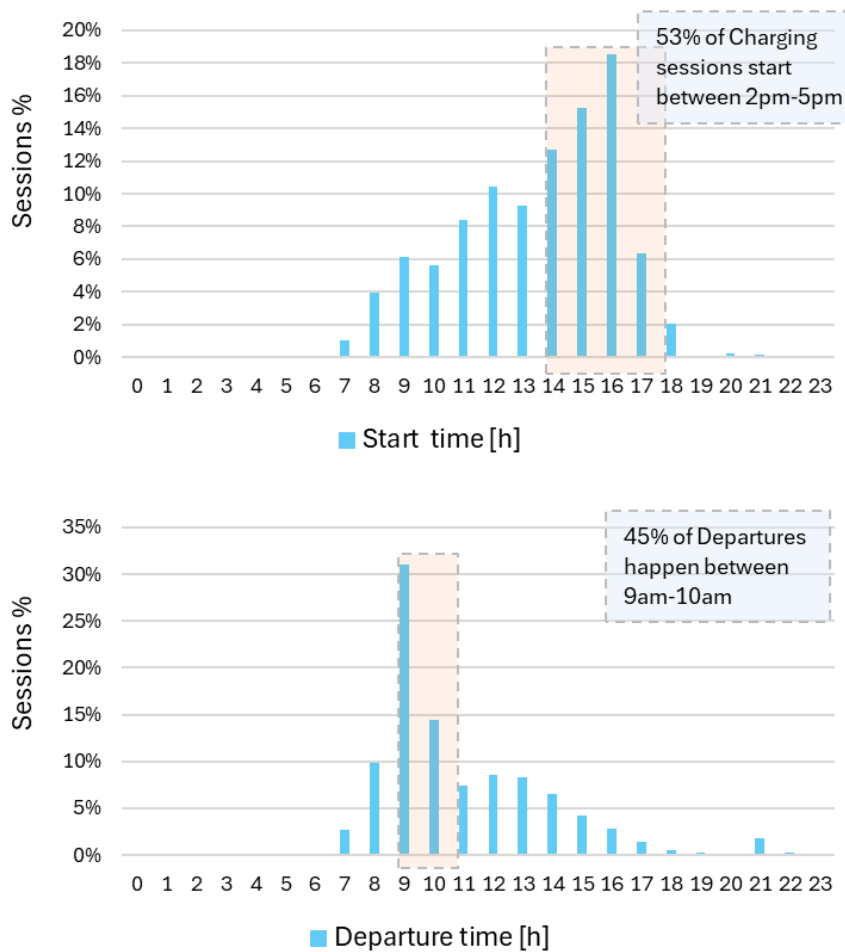 20%
53% of Charging
18%
sessions start
16%
between 2pm-5pm
14%
12%
10%
8%
6%
4%
2%
0%
Sessions %
0 1 2 3 4 5 6 7 8 9 10 11 12 13 14 15 16 17 18 19 20 21 22 23
Start time [h]
35%
45% of Departures
30%
happen between
9am-10am
25%
20%
15%
10%
5%
0%
Sessions %
0 1 2 3 4 5 6 7 8 9 10 11 12 13 14 15 16 17 18 19 20 21 22 23
Departure time [h]